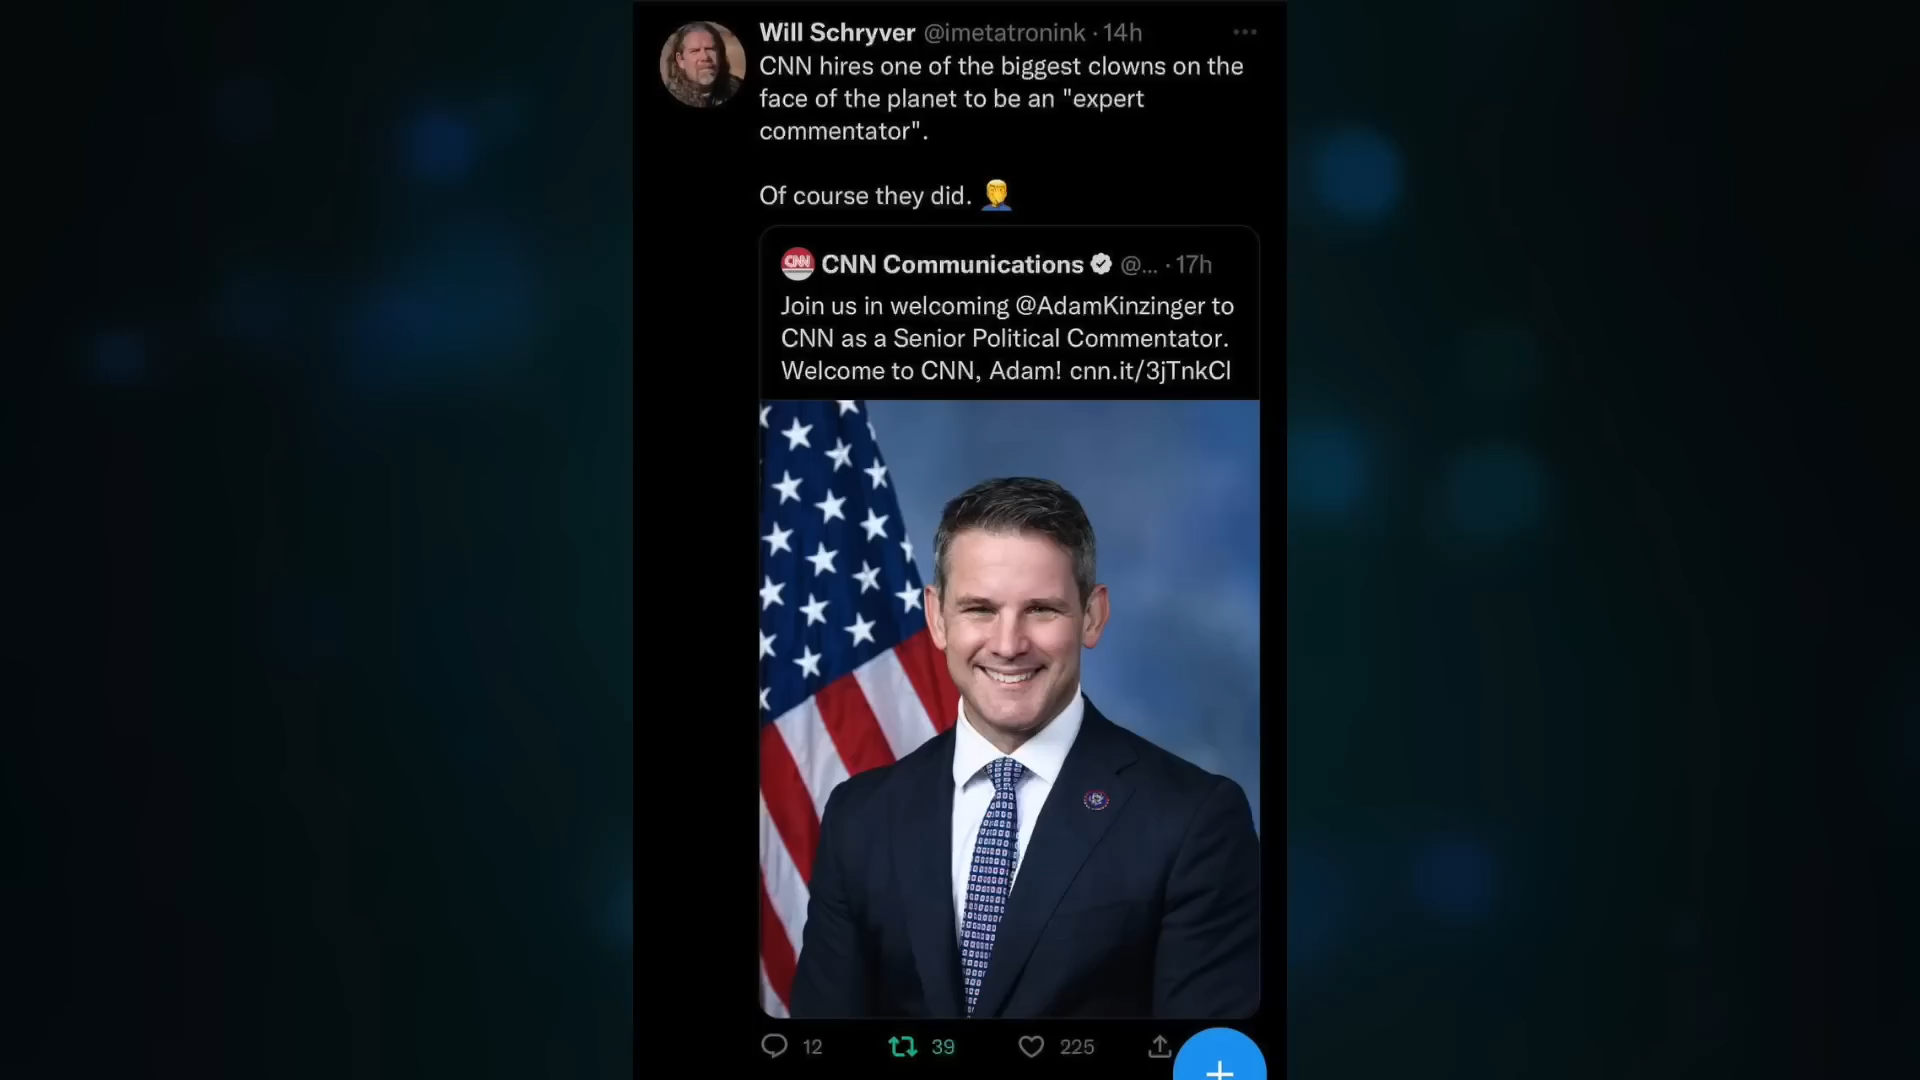 Will Schryver @imetatronink · 14h
CNN hires one of the biggest clowns on the
face of the planet to be an "expert
commentator".
Of course they did. 🤦‍♂️
CNN CNN Communications @... · 17h
Join us in welcoming @AdamKinzinger to
CNN as a Senior Political Commentator.
Welcome to CNN, Adam! cnn.it/3jTnkCl
12 39 225